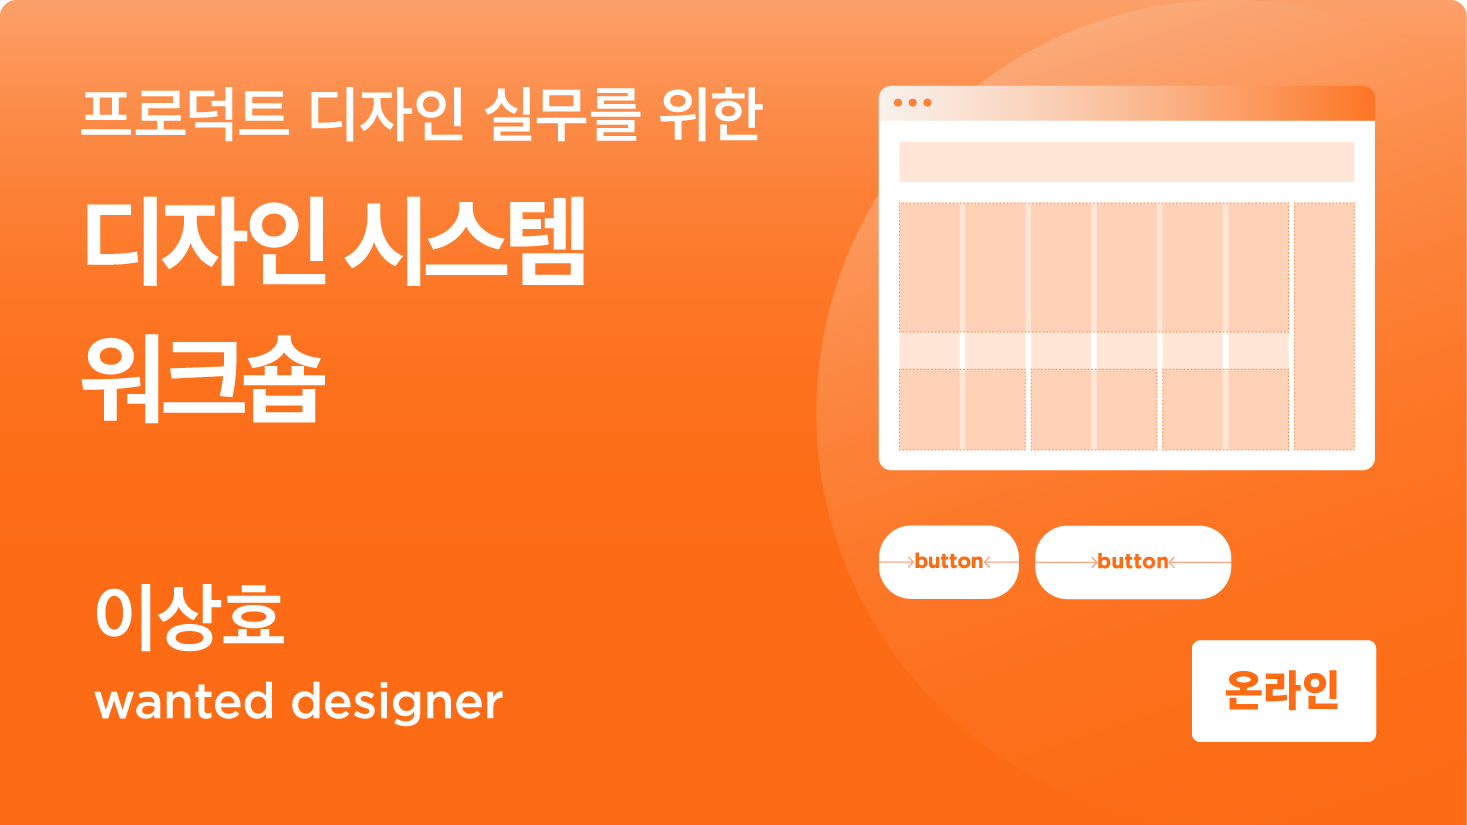 프로덕트 디자인 실무를 위한
디자인 시스템
워크숍
이상효
wanted designer
button
button
온라인